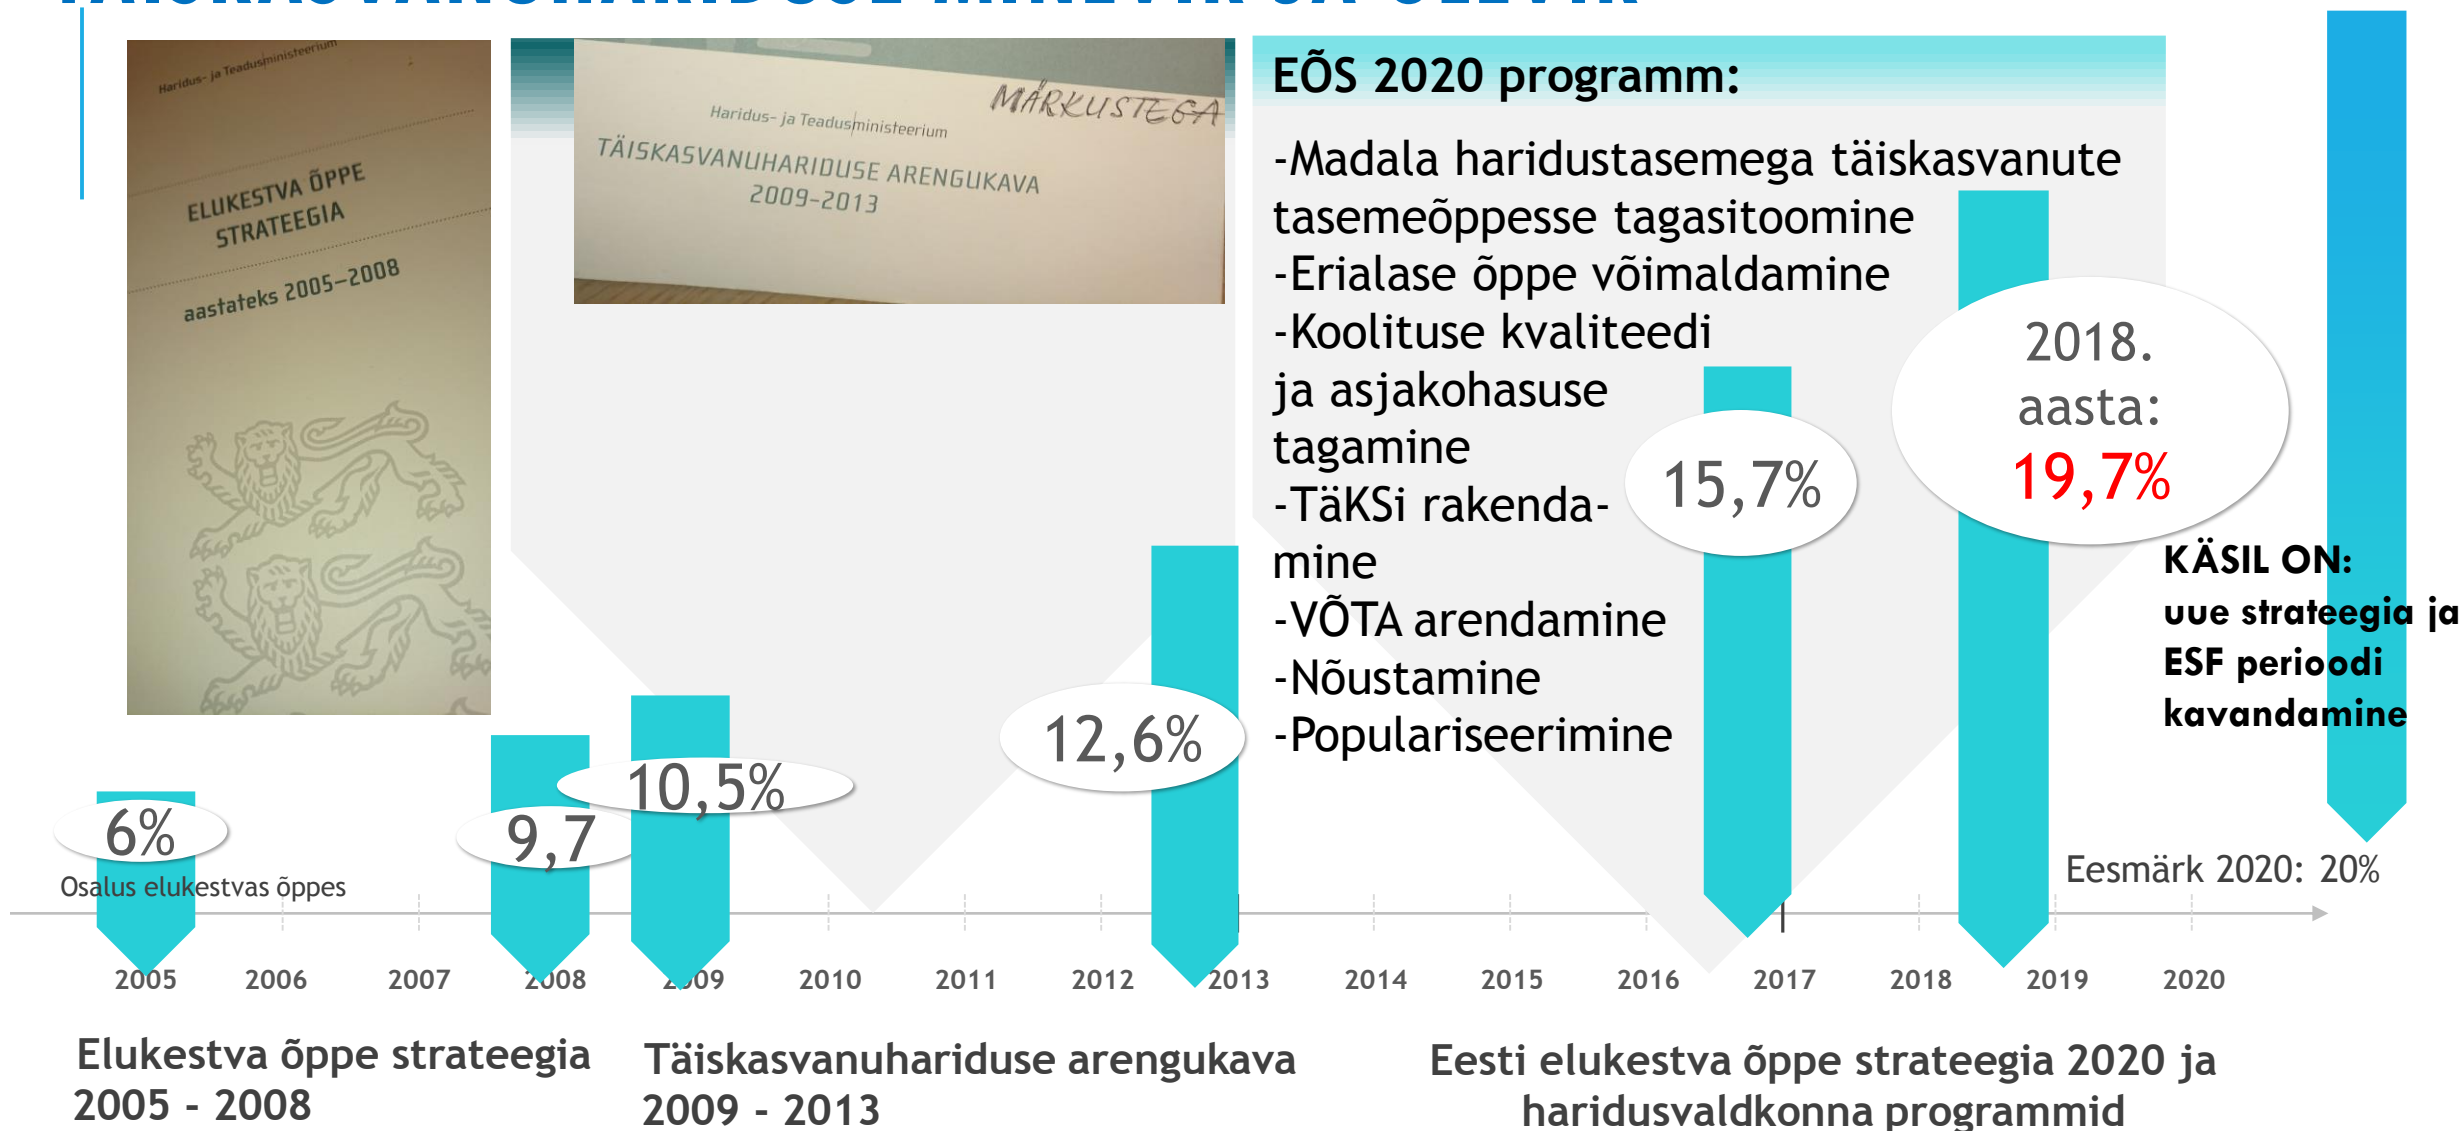 TÄISKASVANUHARIDUSE MINEVIK JA OLEVIK
Haridus- ja Teadusministeerium
ELUKESTVA ÕPPE
STRATEEGIA
aastateks 2005–2008
Haridus- ja Teadusministeerium
MÄRKUSTEGA
TÄISKASVANUHARIDUSE ARENGUKAVA
2009-2013
EÕS 2020 programm:
-Madala haridustasemega täiskasvanute
tasemeõppesse tagasitoomine
-Erialase õppe võimaldamine
-Koolituse kvaliteedi
ja asjakohasuse
tagamine
-TäKSi rakenda-
mine
-VÕTA arendamine
-Nõustamine
-Populariseerimine
6%
9,7
10,5%
12,6%
15,7%
2018.
aasta:
19,7%
KÄSIL ON:
uue strateegia ja
ESF perioodi
kavandamine
Osalus elukestvas õppes
Eesmärk 2020: 20%
2005 2006 2007 2008 2009 2010 2011 2012 2013 2014 2015 2016 2017 2018 2019 2020
Elukestva õppe strateegia
2005 - 2008
Täiskasvanuhariduse arengukava
2009 - 2013
Eesti elukestva õppe strateegia 2020 ja
haridusvaldkonna programmid